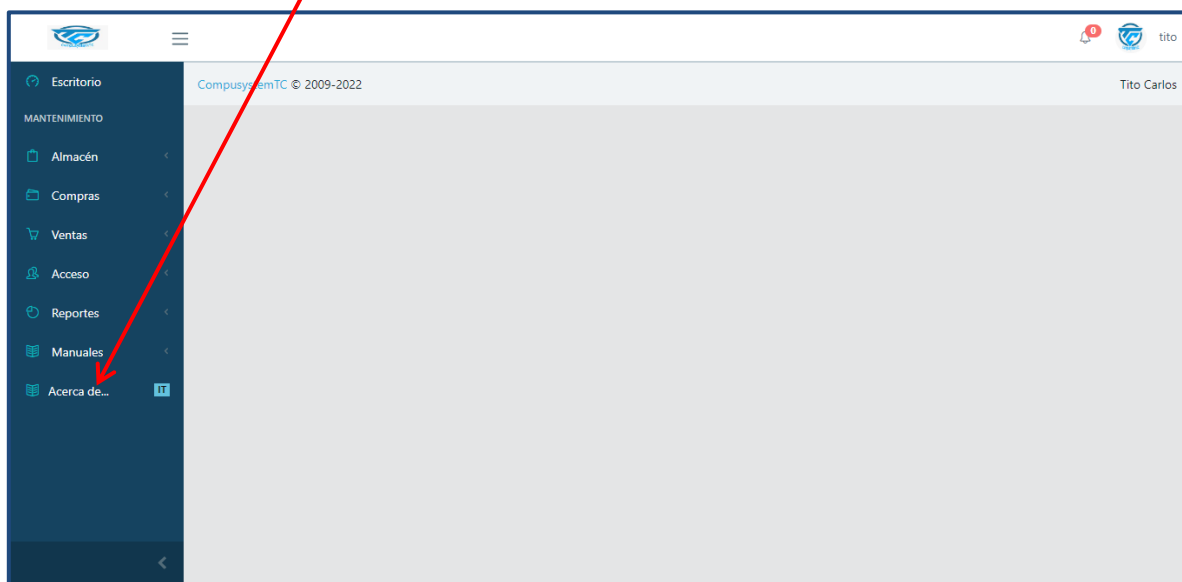 0
tito
Escritorio
CompusystemTC © 2009-2022
Tito Carlos
MANTENIMIENTO
Almacén
Compras
Ventas
Acceso
Reportes
Manuales
Acerca de...
IT